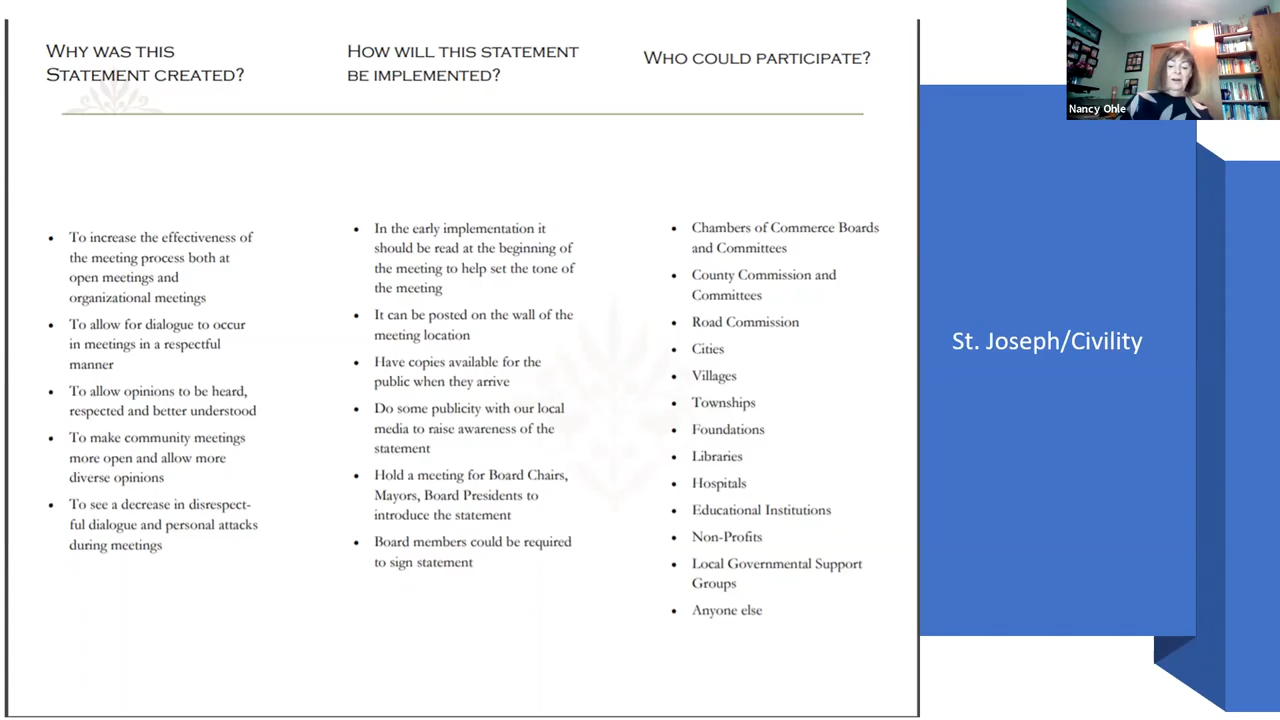 WHY WAS THIS
STATEMENT CREATED?
• To increase the effectiveness of
the meeting process both at
open meetings and
organizational meetings
• To allow for dialogue to occur
in meetings in a respectful
manner
• To allow opinions to be heard,
respected and better understood
• To make community meetings
more open and allow more
diverse opinions
• To see a decrease in disrespect-
ful dialogue and personal attacks
during meetings
HOW WILL THIS STATEMENT
BE IMPLEMENTED?
• In the early implementation it
should be read at the beginning of
the meeting to help set the tone of
the meeting
• It can be posted on the wall of the
meeting location
• Have copies available for the
public when they arrive
• Do some publicity with our local
media to raise awareness of the
statement
• Hold a meeting for Board Chairs,
Mayors, Board Presidents to
introduce the statement
• Board members could be required
to sign statement
WHO COULD PARTICIPATE?
• Chambers of Commerce Boards
and Committees
• County Commission and
Committees
• Road Commission
• Cities
• Villages
• Townships
• Foundations
• Libraries
• Hospitals
• Educational Institutions
• Non-Profits
• Local Governmental Support
Groups
• Anyone else
St. Joseph/Civility
Nancy Ohle